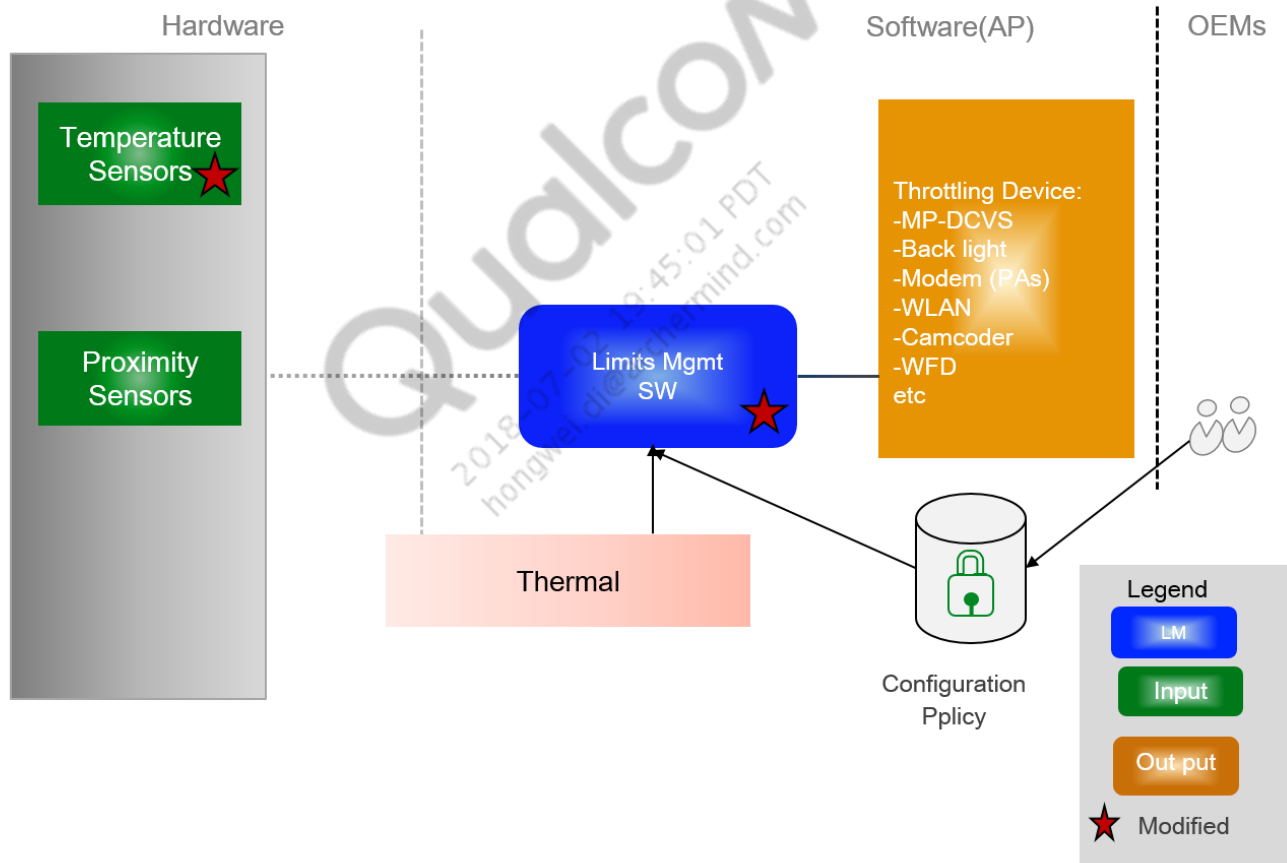 Hardware
Software(AP)
OEMs
Temperature
Sensors
Proximity
Sensors
Limits Mgmt
SW
Throttling Device:
-MP-DCVS
-Back light
-Modem (PAs)
-WLAN
-Camcoder
-WFD
etc
Thermal
Configuration
Pplicy
Legend
LM
Input
Out put
Modified
Qualcom
2018-07-02 19:45:01 PDT
hongwei.di@archermind.com